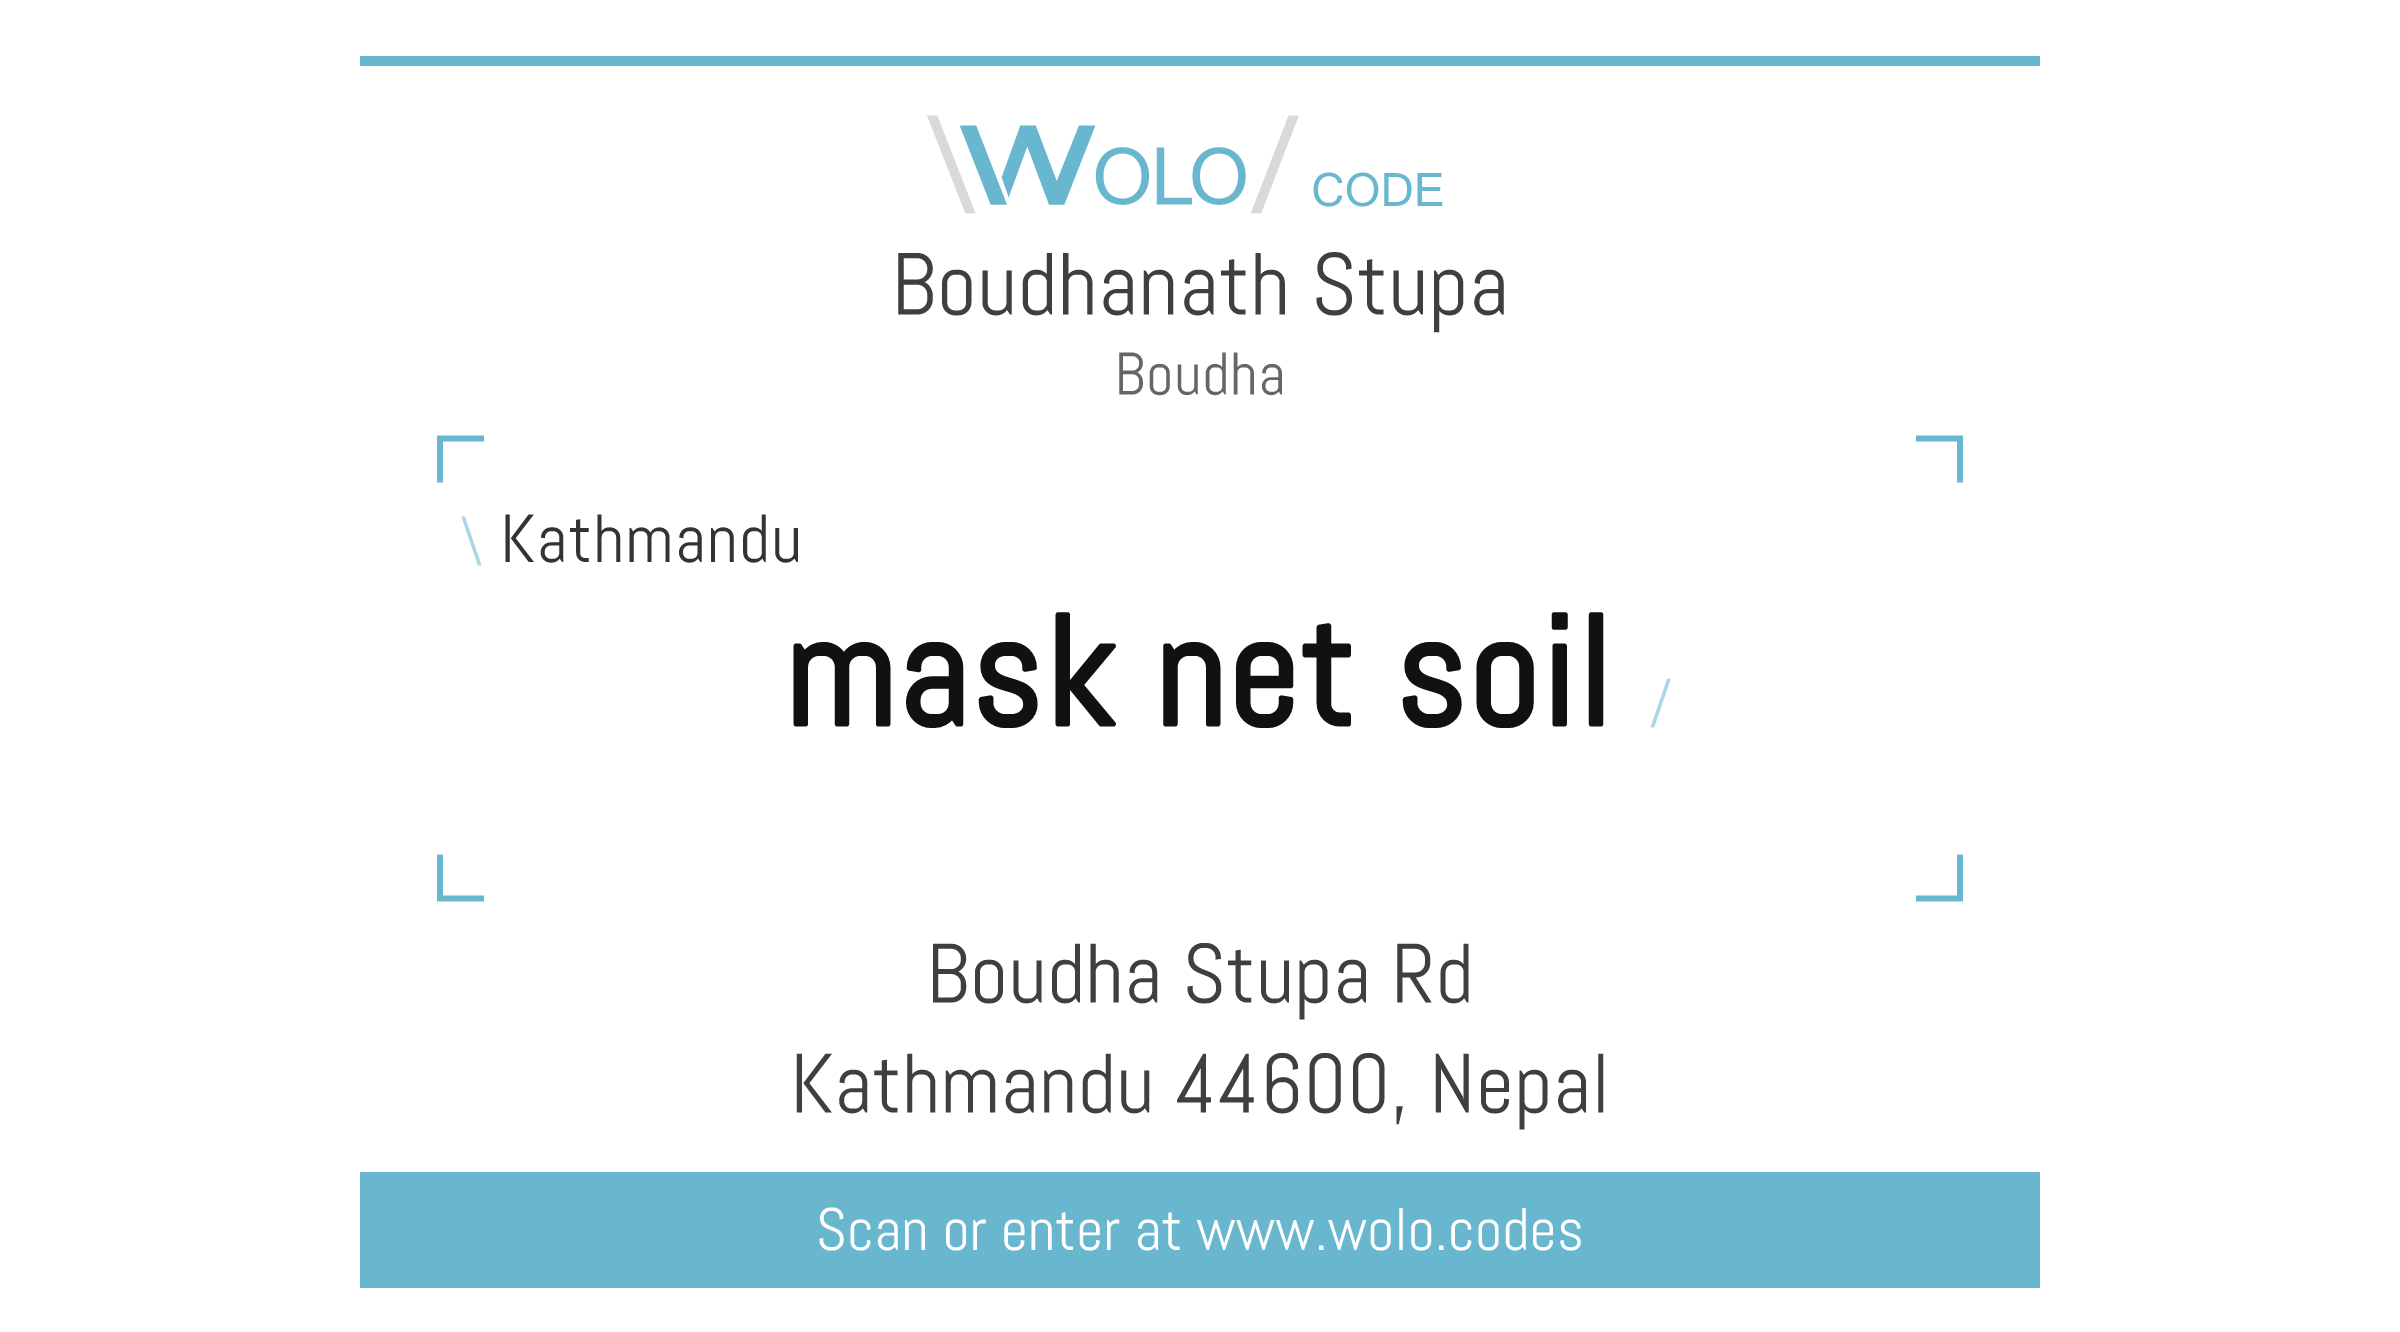 \WOLO/ CODE
Boudhanath Stupa
Boudha
\ Kathmandu
mask net soil /
Boudha Stupa Rd
Kathmandu 44600, Nepal
Scan or enter at www.wolo.codes